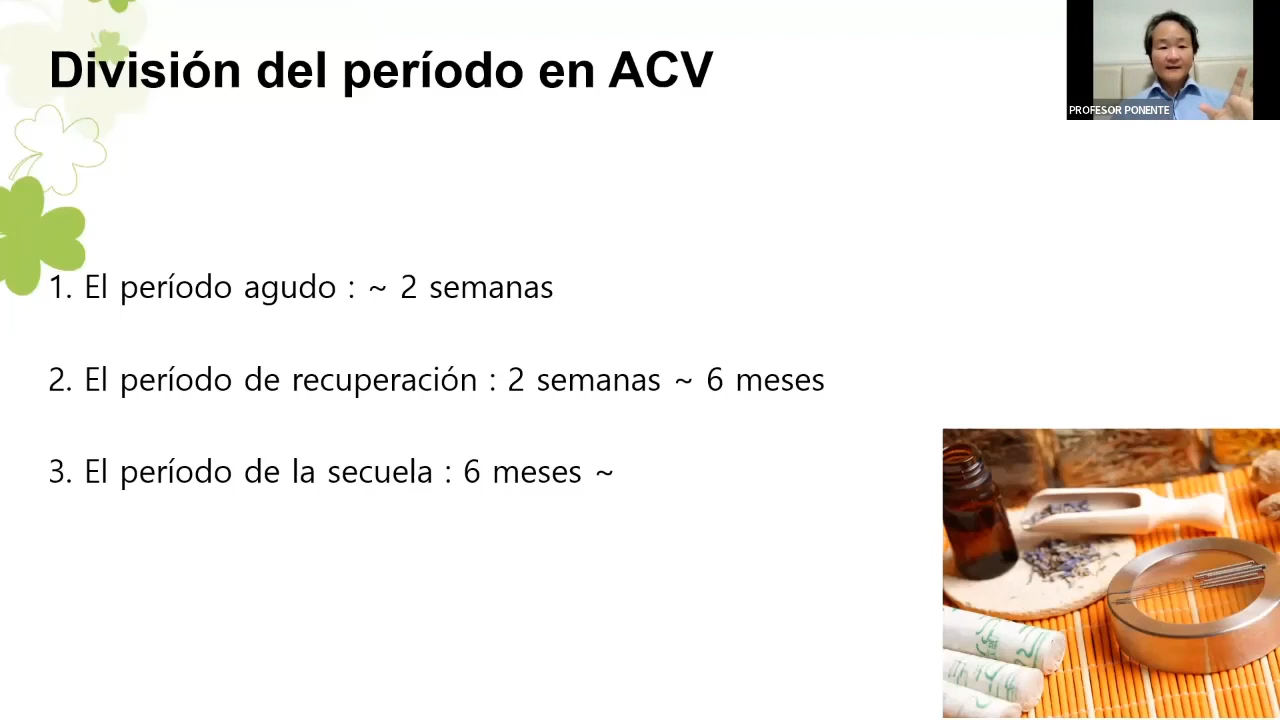 División del período en ACV
PROFESOR PONENTE
1. El período agudo : ~ 2 semanas
2. El período de recuperación : 2 semanas ~ 6 meses
3. El período de la secuela : 6 meses ~